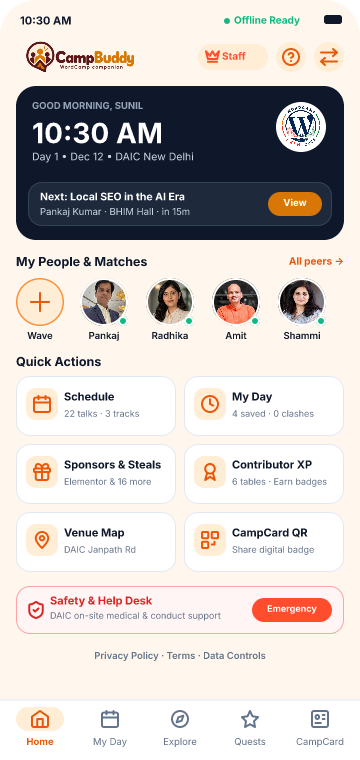 10:30 AM
Offline Ready
CampBuddy
WordCamp companion
Staff
GOOD MORNING, SUNIL
10:30 AM
Day 1 • Dec 12 • DAIC New Delhi
Next: Local SEO in the AI Era
Pankaj Kumar · BHIM Hall · in 15m
View
My People & Matches
All peers →
Wave
Pankaj
Radhika
Amit
Shammi
Quick Actions
Schedule
22 talks · 3 tracks
My Day
4 saved · 0 clashes
Sponsors & Steals
Elementor & 16 more
Contributor XP
6 tables · Earn badges
Venue Map
DAIC Janpath Rd
CampCard QR
Share digital badge
Safety & Help Desk
DAIC on-site medical & conduct support
Emergency
Privacy Policy · Terms · Data Controls
Home
My Day
Explore
Quests
CampCard